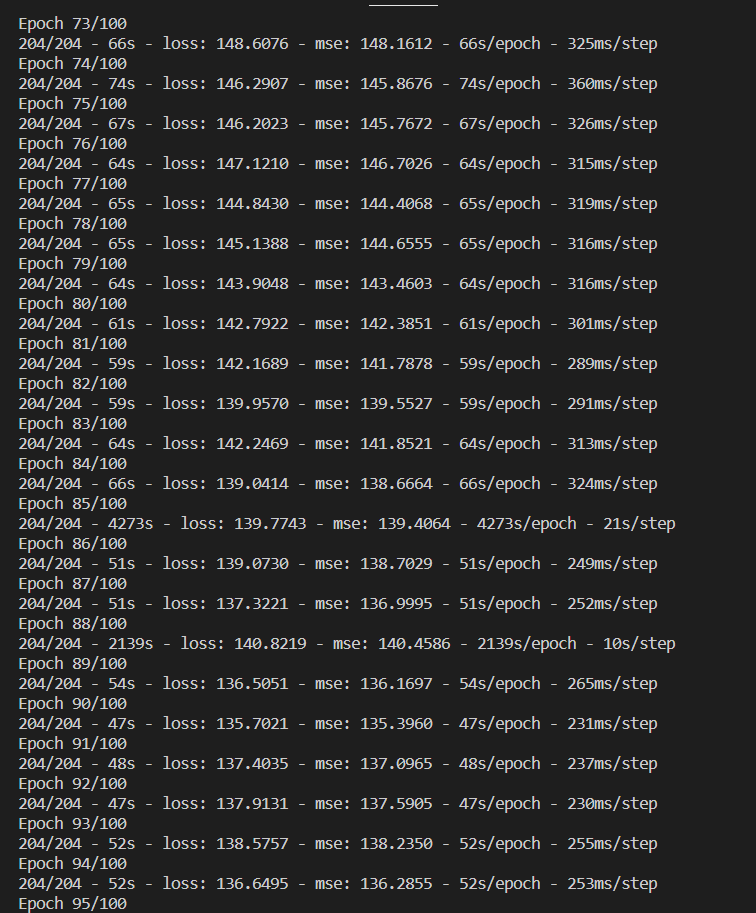 Epoch 73/100
204/204 - 66s - loss: 148.6076 - mse: 148.1612 - 66s/epoch - 325ms/step
Epoch 74/100
204/204 - 74s - loss: 146.2907 - mse: 145.8676 - 74s/epoch - 360ms/step
Epoch 75/100
204/204 - 67s - loss: 146.2023 - mse: 145.7672 - 67s/epoch - 326ms/step
Epoch 76/100
204/204 - 64s - loss: 147.1210 - mse: 146.7026 - 64s/epoch - 315ms/step
Epoch 77/100
204/204 - 65s - loss: 144.8430 - mse: 144.4068 - 65s/epoch - 319ms/step
Epoch 78/100
204/204 - 65s - loss: 145.1388 - mse: 144.6555 - 65s/epoch - 316ms/step
Epoch 79/100
204/204 - 64s - loss: 143.9048 - mse: 143.4603 - 64s/epoch - 316ms/step
Epoch 80/100
204/204 - 61s - loss: 142.7922 - mse: 142.3851 - 61s/epoch - 301ms/step
Epoch 81/100
204/204 - 59s - loss: 142.1689 - mse: 141.7878 - 59s/epoch - 289ms/step
Epoch 82/100
204/204 - 59s - loss: 139.9570 - mse: 139.5527 - 59s/epoch - 291ms/step
Epoch 83/100
204/204 - 64s - loss: 142.2469 - mse: 141.8521 - 64s/epoch - 313ms/step
Epoch 84/100
204/204 - 66s - loss: 139.0414 - mse: 138.6664 - 66s/epoch - 324ms/step
Epoch 85/100
204/204 - 4273s - loss: 139.7743 - mse: 139.4064 - 4273s/epoch - 21s/step
Epoch 86/100
204/204 - 51s - loss: 139.0730 - mse: 138.7029 - 51s/epoch - 249ms/step
Epoch 87/100
204/204 - 51s - loss: 137.3221 - mse: 136.9995 - 51s/epoch - 252ms/step
Epoch 88/100
204/204 - 2139s - loss: 140.8219 - mse: 140.4586 - 2139s/epoch - 10s/step
Epoch 89/100
204/204 - 54s - loss: 136.5051 - mse: 136.1697 - 54s/epoch - 265ms/step
Epoch 90/100
204/204 - 47s - loss: 135.7021 - mse: 135.3960 - 47s/epoch - 231ms/step
Epoch 91/100
204/204 - 48s - loss: 137.4035 - mse: 137.0965 - 48s/epoch - 237ms/step
Epoch 92/100
204/204 - 47s - loss: 137.9131 - mse: 137.5905 - 47s/epoch - 230ms/step
Epoch 93/100
204/204 - 52s - loss: 138.5757 - mse: 138.2350 - 52s/epoch - 255ms/step
Epoch 94/100
204/204 - 52s - loss: 136.6495 - mse: 136.2855 - 52s/epoch - 253ms/step
Epoch 95/100